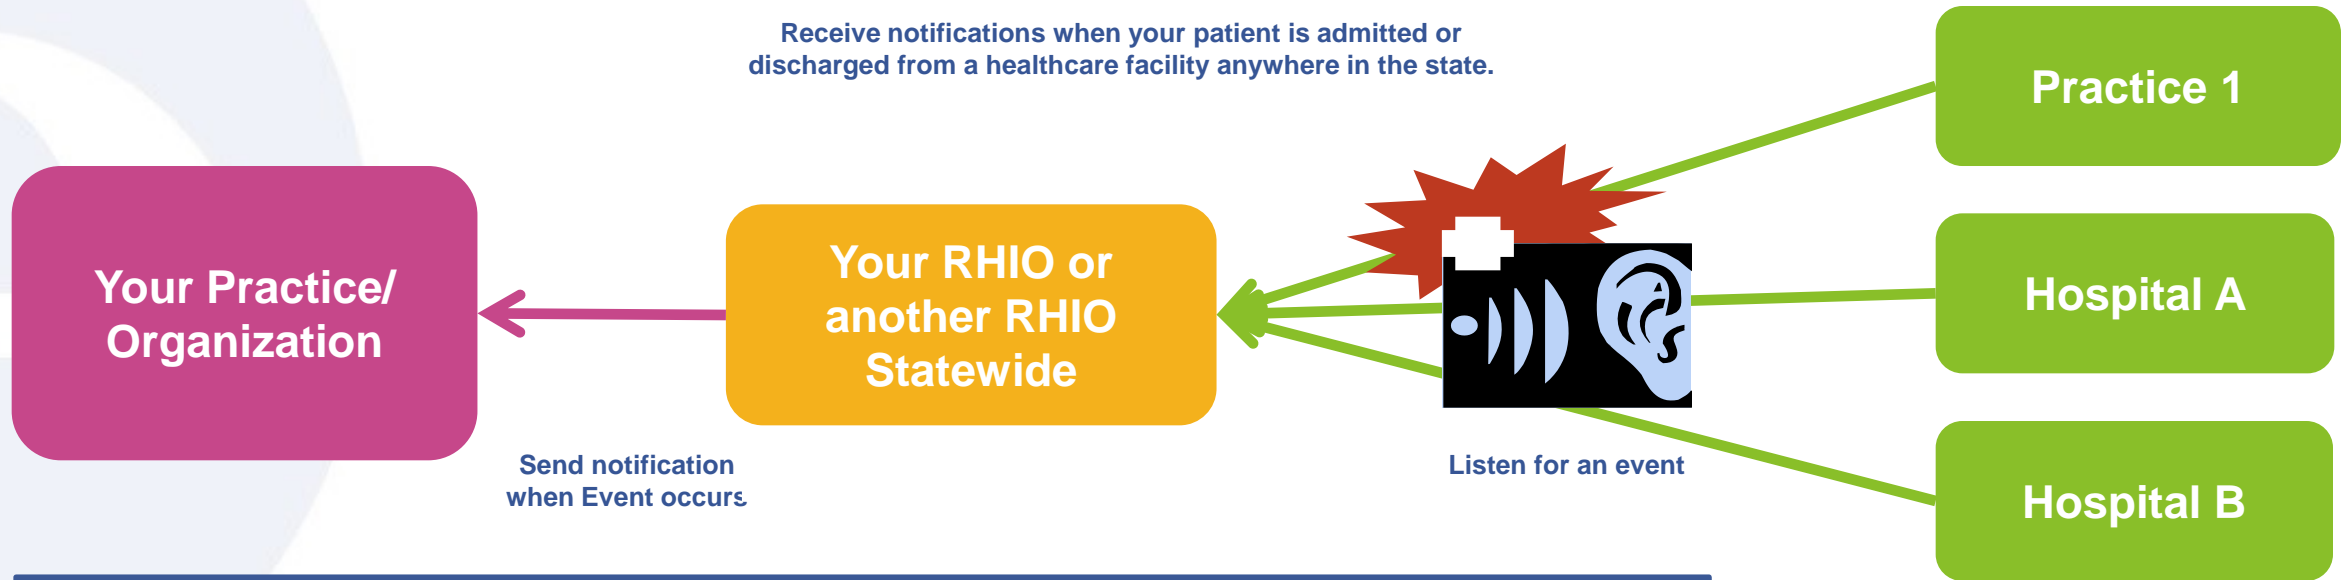 Receive notifications when your patient is admitted or
discharged from a healthcare facility anywhere in the state.
Practice 1
Your Practice/
Organization
Your RHIO or
another RHIO
Statewide
Hospital A
Send notification
when Event occurs
Listen for an event
Hospital B